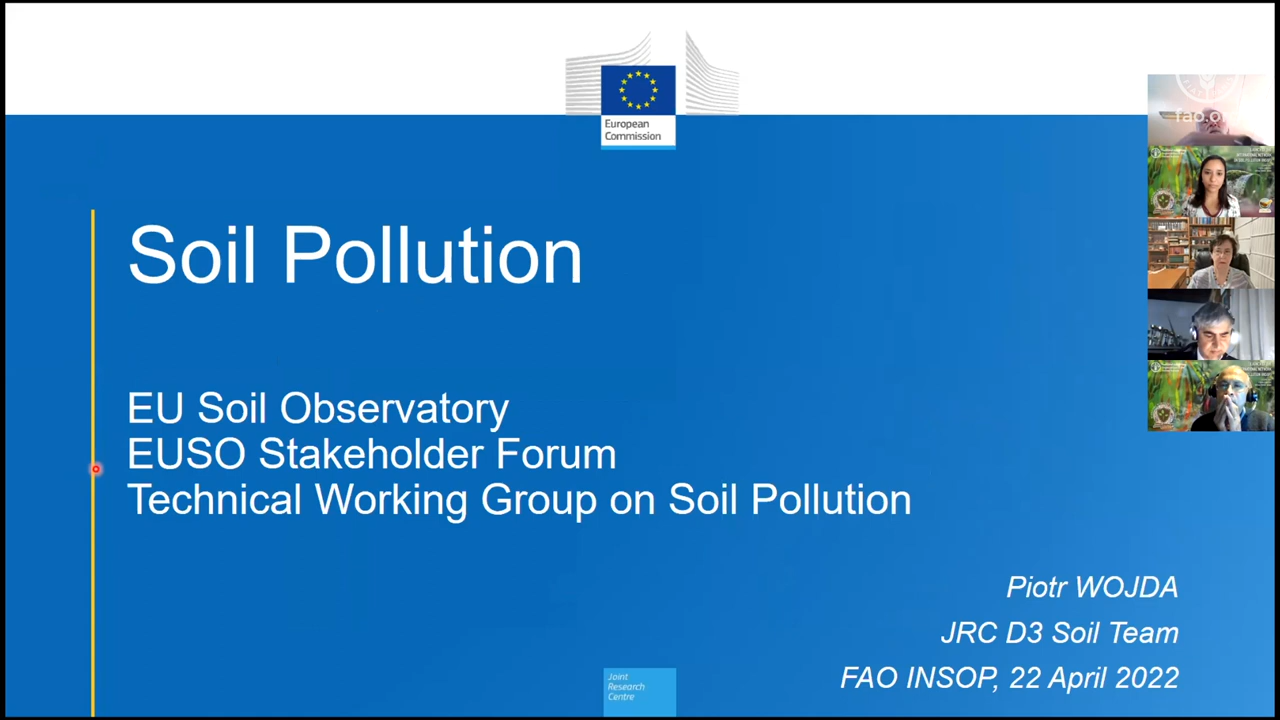 European
Commission
fao.o
Soil Pollution
EU Soil Observatory
EUSO Stakeholder Forum
Technical Working Group on Soil Pollution
Piotr WOJDA
JRC D3 Soil Team
FAO INSOP, 22 April 2022
Joint
Research
Centre